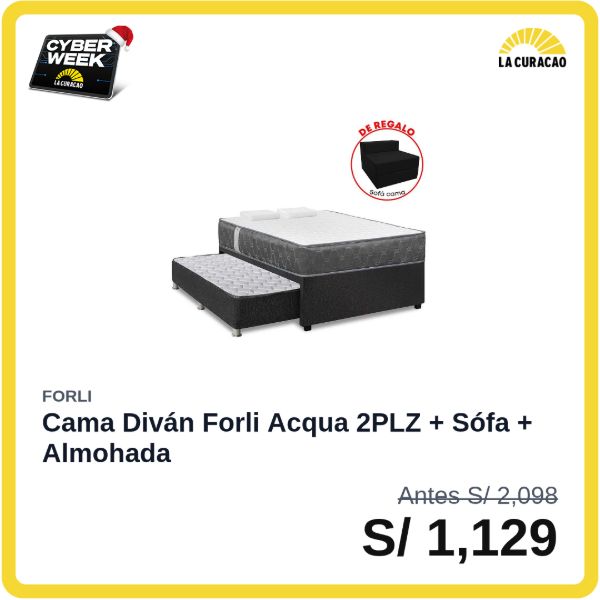 CYBER
WEEK
LA CURACAO
LA CURACAO
DE REGALO
Sofá cama
FORLI
Cama Diván Forli Acqua 2PLZ + Sófa +
Almohada
Antes S/ 2,098
S/ 1,129